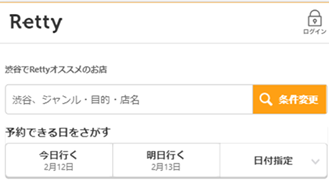 Retty
ログイン
渋谷でRettyオススメのお店
渋谷、ジャンル・目的・店名
条件変更
予約できる日をさがす
今日行く 明日行く 日付指定
2月12日 2月13日